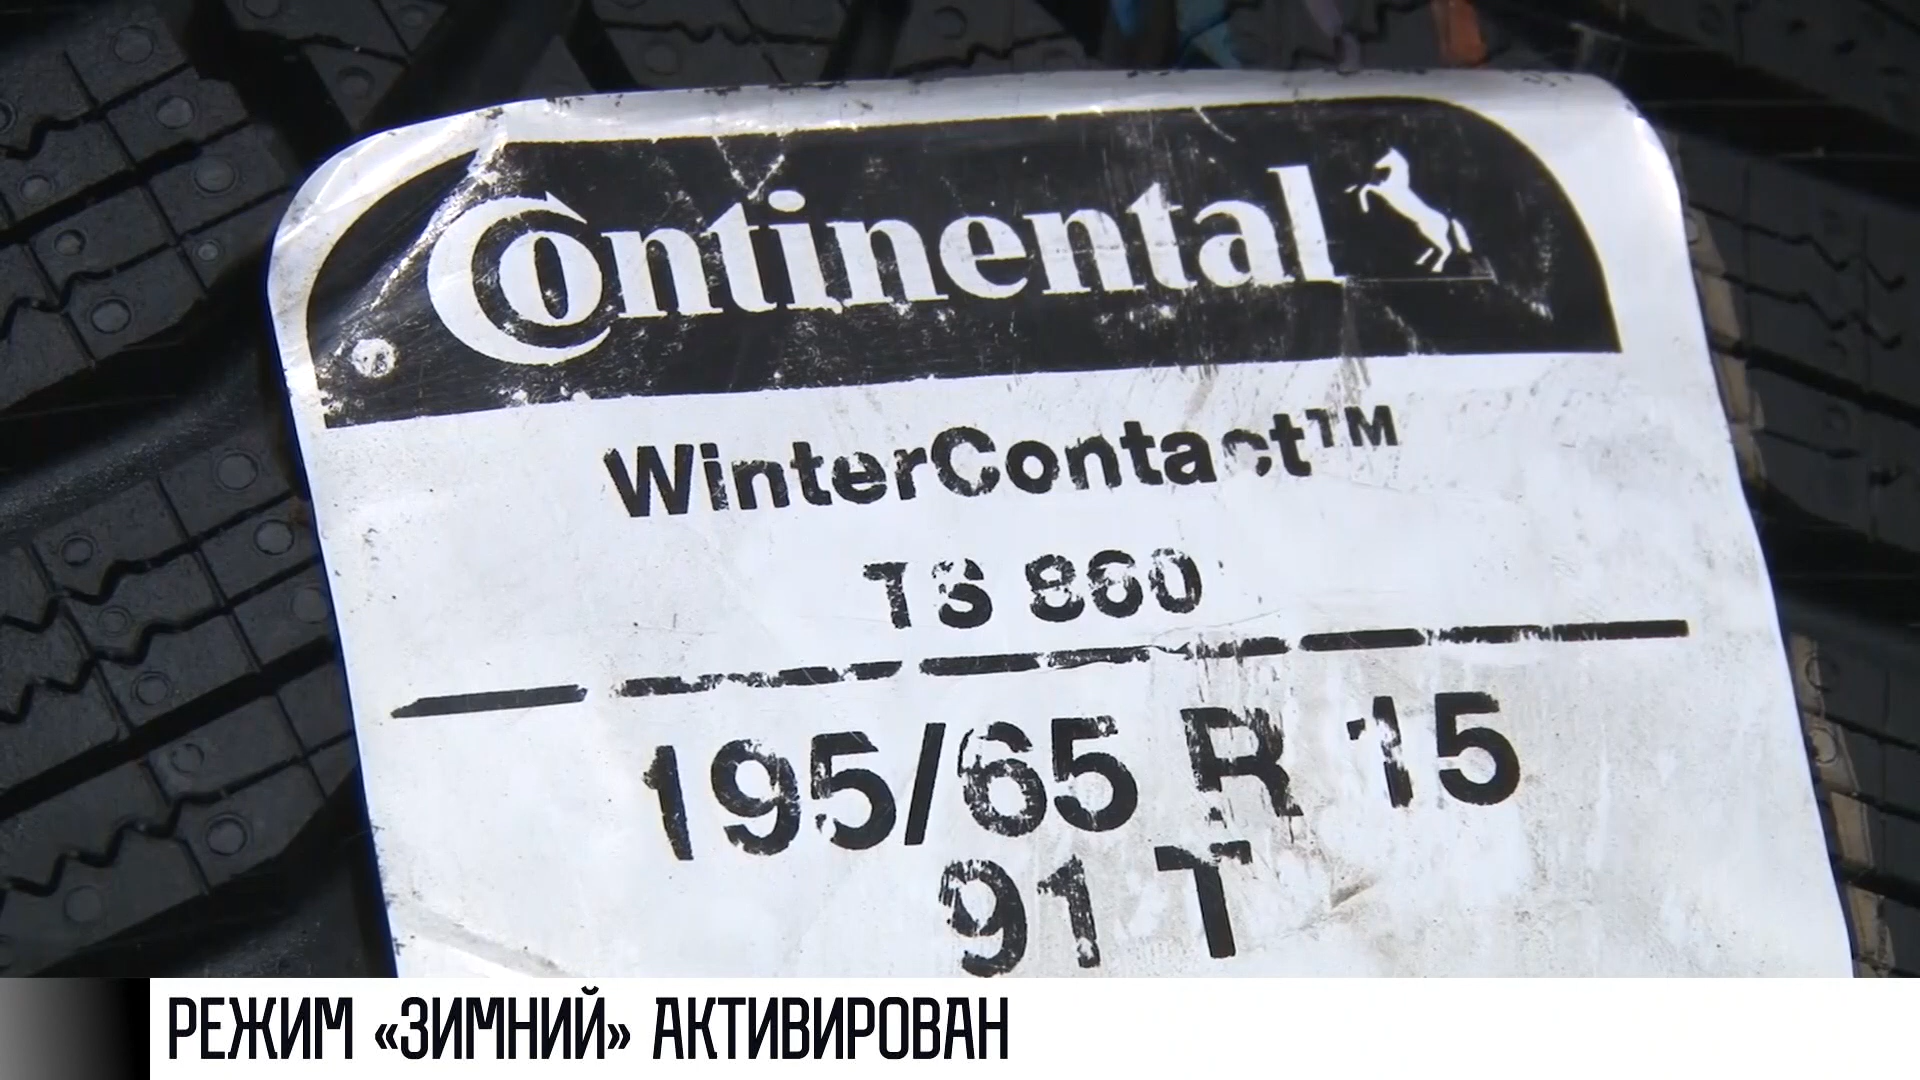 Continental
WinterContact™
TS 860
195/65 R 15
91 T
РЕЖИМ «ЗИМНИЙ» АКТИВИРОВАН